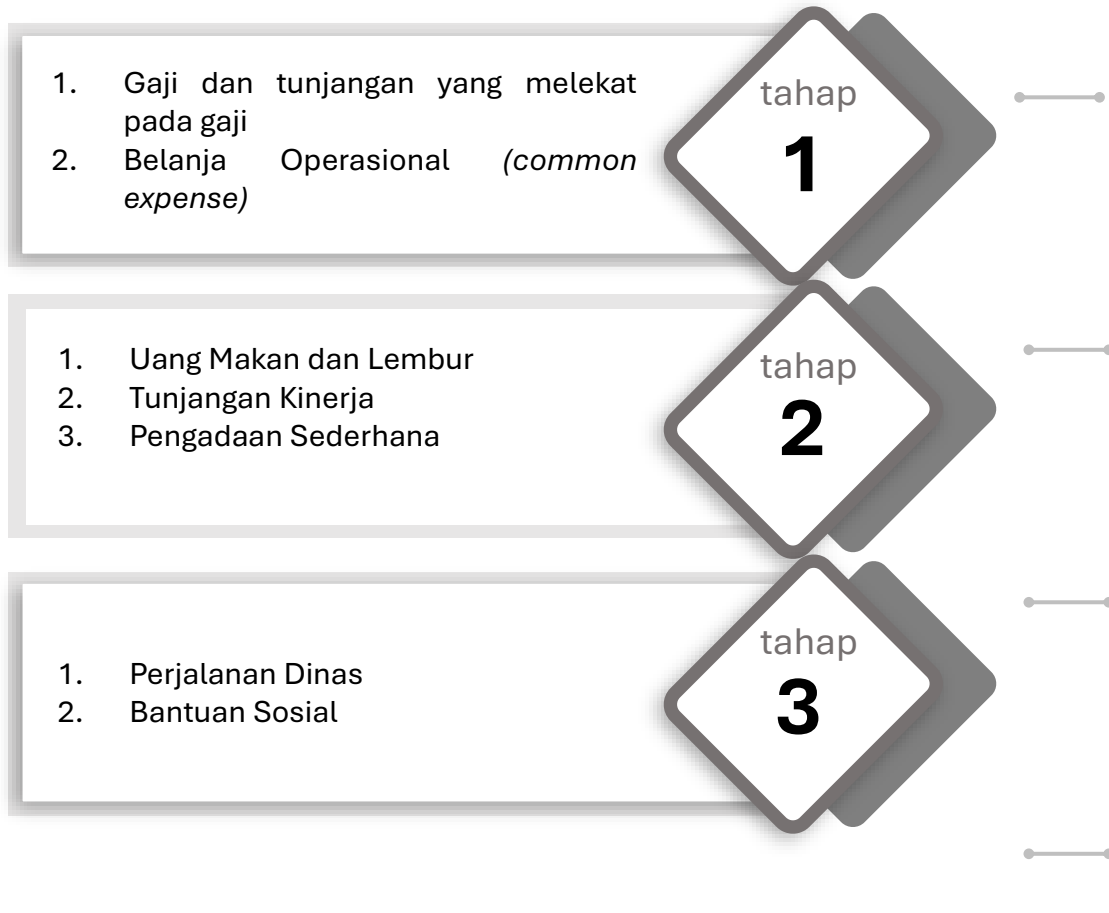 1. Gaji dan tunjangan yang melekat
pada gaji
2. Belanja Operasional (common
expense)
tahap
1
1. Uang Makan dan Lembur
2. Tunjangan Kinerja
3. Pengadaan Sederhana
tahap
2
1. Perjalanan Dinas
2. Bantuan Sosial
tahap
3